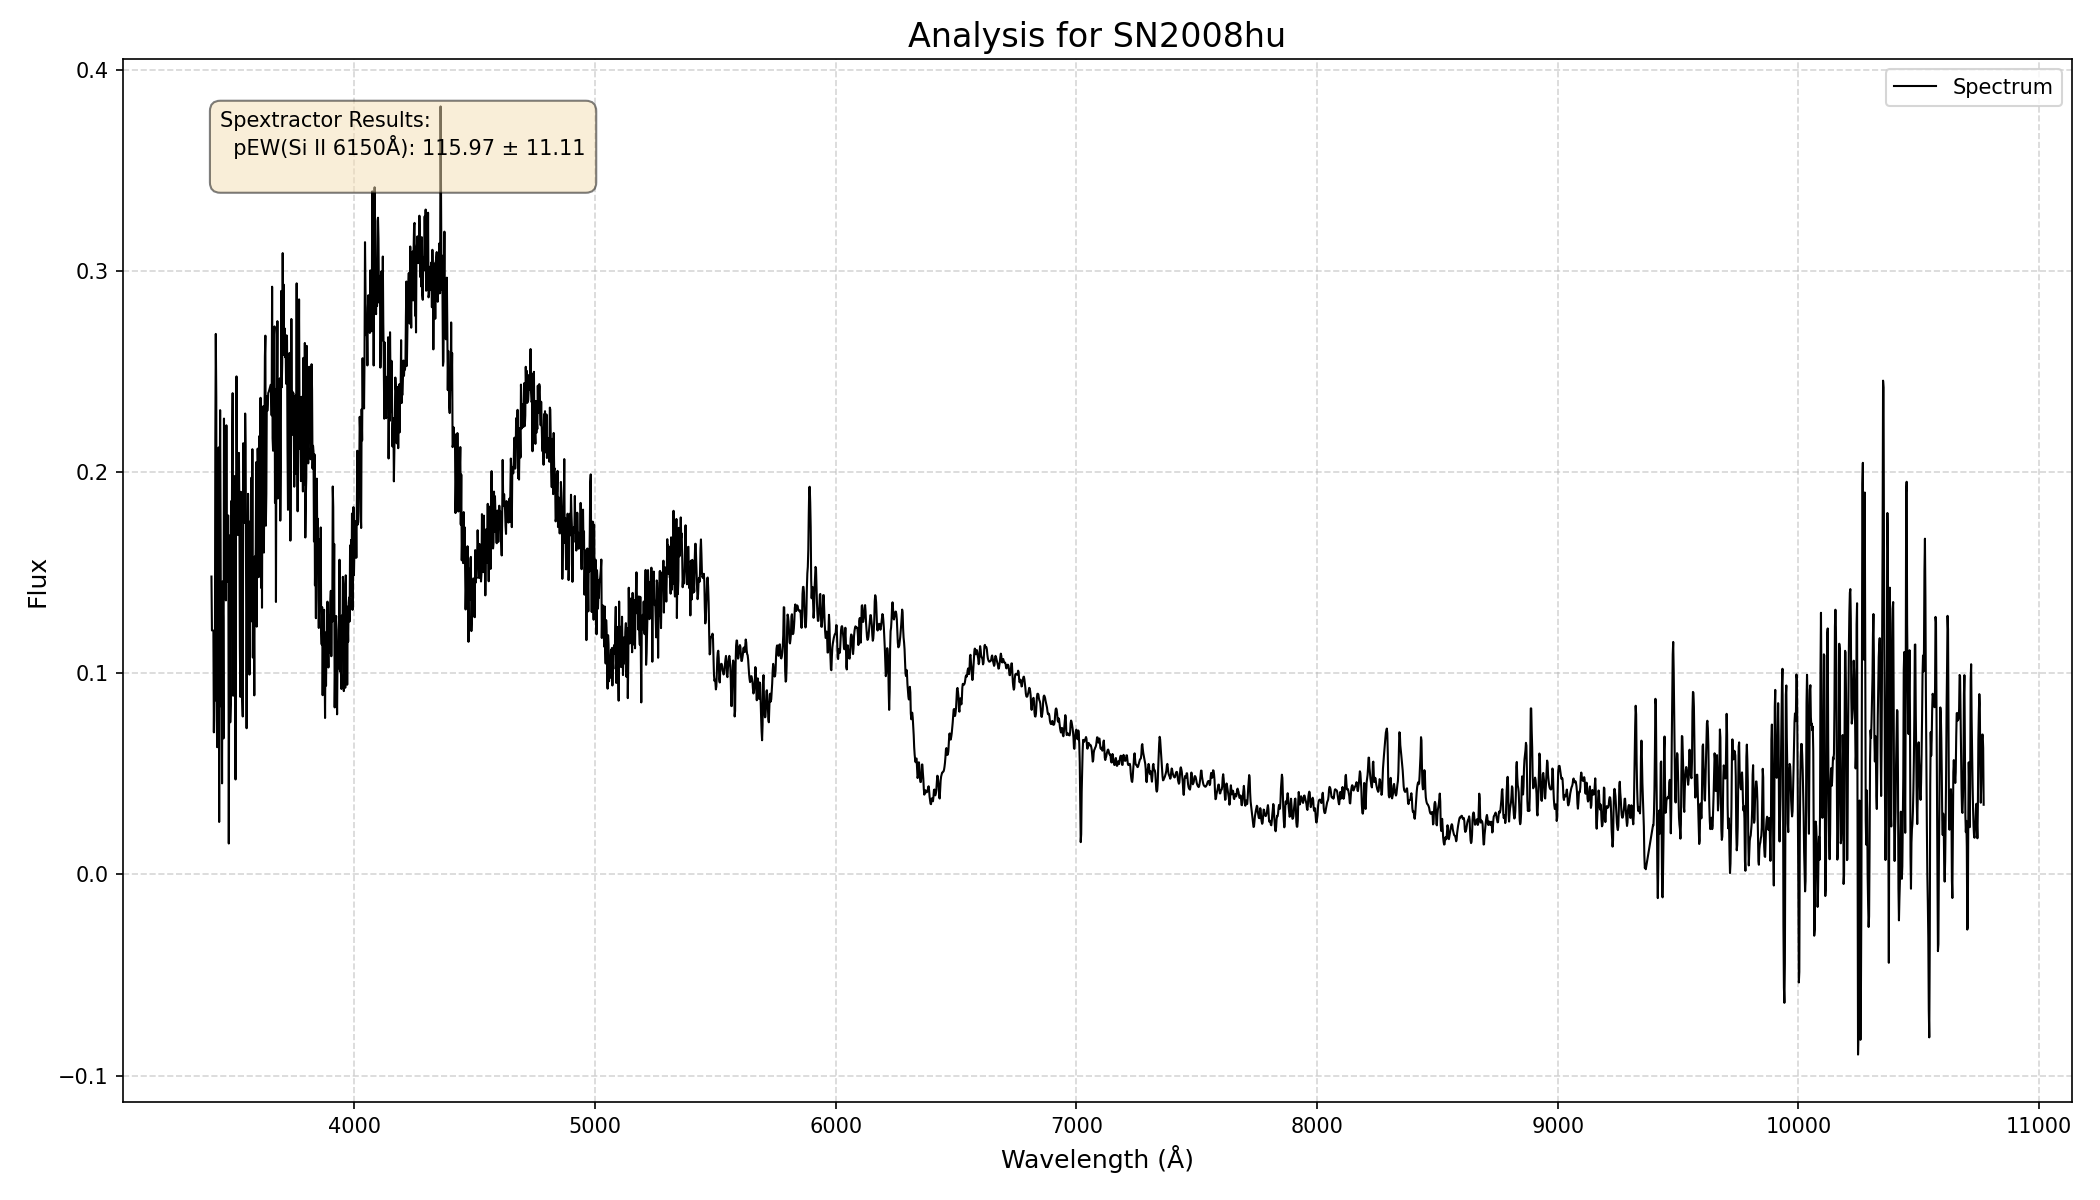 Analysis for SN2008hu
Spectrum
Spextractor Results:
pEW(Si II 6150Å): 115.97 ± 11.11
Flux
0.4
0.3
0.2
0.1
0.0
−0.1
4000 5000 6000 7000 8000 9000 10000 11000
Wavelength (Å)